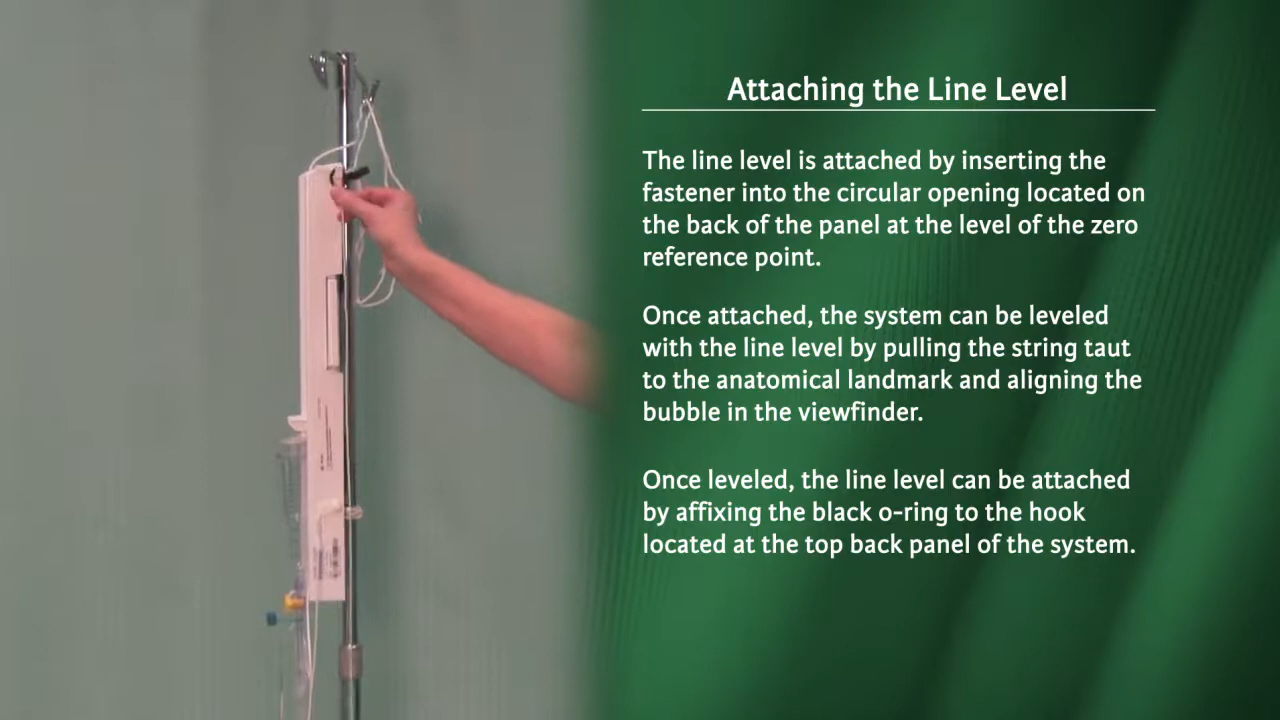 Attaching the Line Level
The line level is attached by inserting the
fastener into the circular opening located on
the back of the panel at the level of the zero
reference point.
Once attached, the system can be leveled
with the line level by pulling the string taut
to the anatomical landmark and aligning the
bubble in the viewfinder.
Once leveled, the line level can be attached
by affixing the black o-ring to the hook
located at the top back panel of the system.